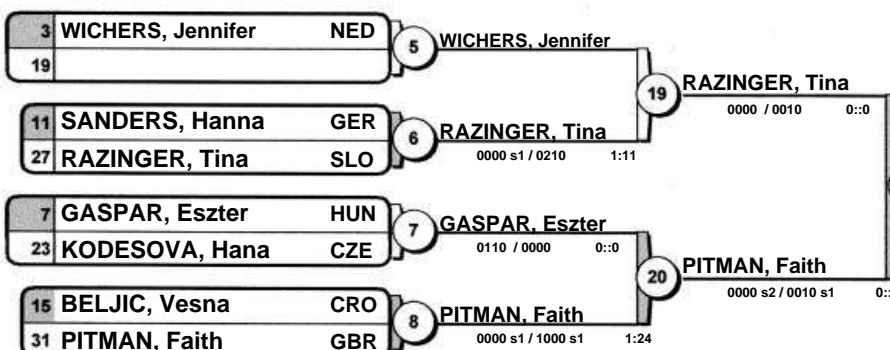 3 WICHERS, Jennifer NED
19
5
WICHERS, Jennifer
19
RAZINGER, Tina
0000 / 0010 0::0
11 SANDERS, Hanna GER
27 RAZINGER, Tina SLO
6
RAZINGER, Tina
0000 s1 / 0210 1:11
7 GASPAR, Eszter HUN
23 KODESOVA, Hana CZE
7
GASPAR, Eszter
0110 / 0000 0::0
20
PITMAN, Faith
0000 s2 / 0010 s1 0::
15 BELJIC, Vesna CRO
31 PITMAN, Faith GBR
8
PITMAN, Faith
0000 s1 / 1000 s1 1:24